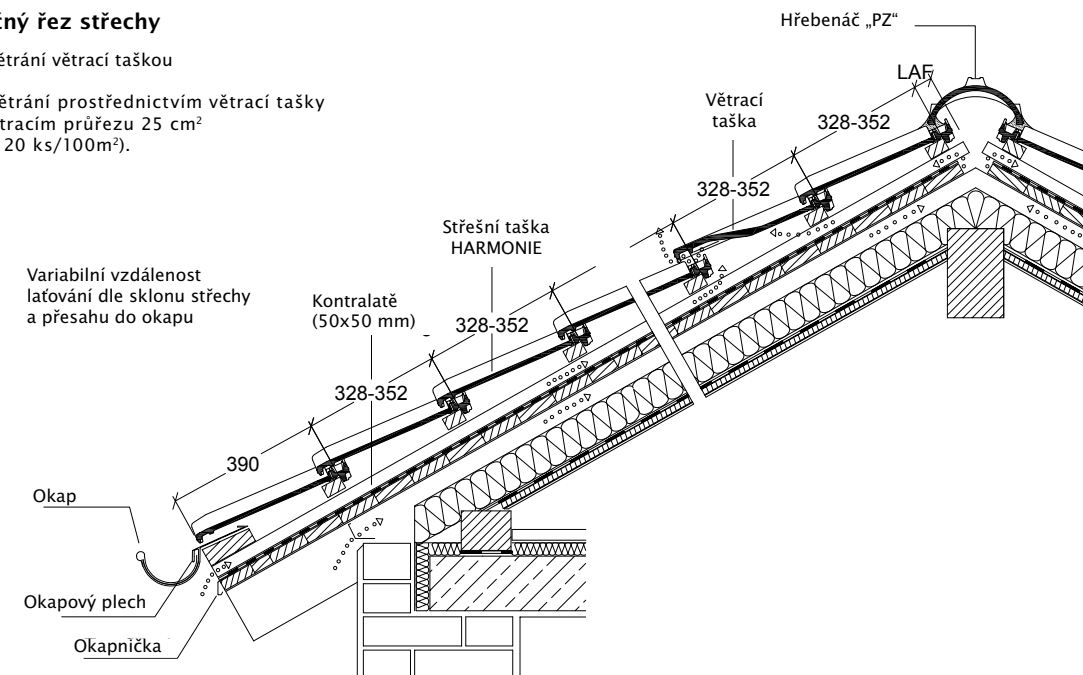 čný řez střechy
ětrání větrací taškou
ětrání prostřednictvím větrací tašky
tracím průřezu 25 cm²
20 ks/100m²).
Hřebenáč „PZ“
LAF
Větrací
taška
328-352
328-352
Střešní taška
HARMONIE
Variabilní vzdálenost
laťování dle sklonu střechy
a přesahu do okapu
Kontralatě
(50x50 mm)
328-352
328-352
390
Okap
Okapový plech
Okapnička